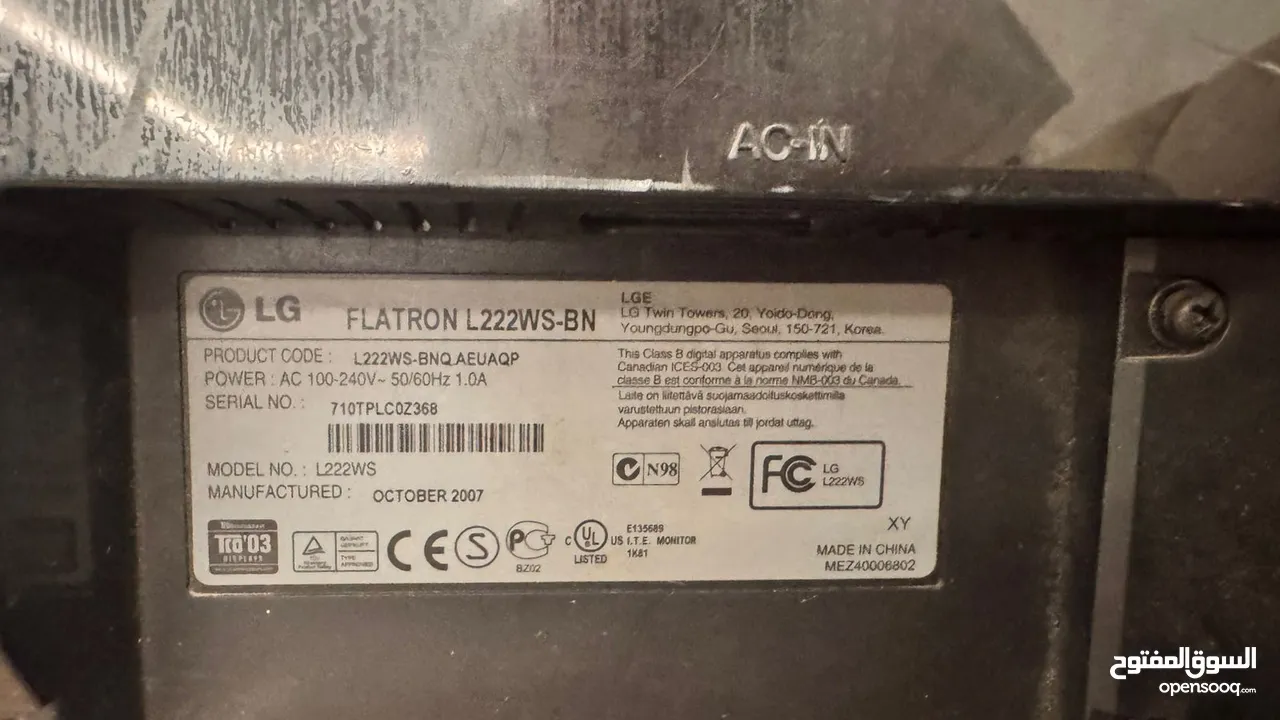 AC-IN
LG FLATRON L222WS-BN
LGE
LG Twin Towers, 20, Yoido-Dong,
Youngdungpo-Gu, Seoul, 150-721, Korea.
PRODUCT CODE : L222WS-BNQ.AEUAQP
POWER : AC 100-240V~ 50/60Hz 1.0A
SERIAL NO. : 710TPLC0Z368
MODEL NO. : L222WS
MANUFACTURED : OCTOBER 2007
This Class B digital apparatus complies with
Canadian ICES-003. Cet appareil numérique de la
classe B est conforme à la norme NMB-003 du Canada.
Laite on liitettävä suojamaadoituskoskettimilla
varustettuun pistorasiaan.
Apparaten skall anslutas till jordat uttag.
N98
FC LG
L222WS
TCO'03
DISPLAYS
TYPE
APPROVED
CE
S
BZ02
C UL US
LISTED
E135689
I.T.E. MONITOR
1K81
XY
MADE IN CHINA
MEZ40006802
السوق المفتوح
opensooq.com